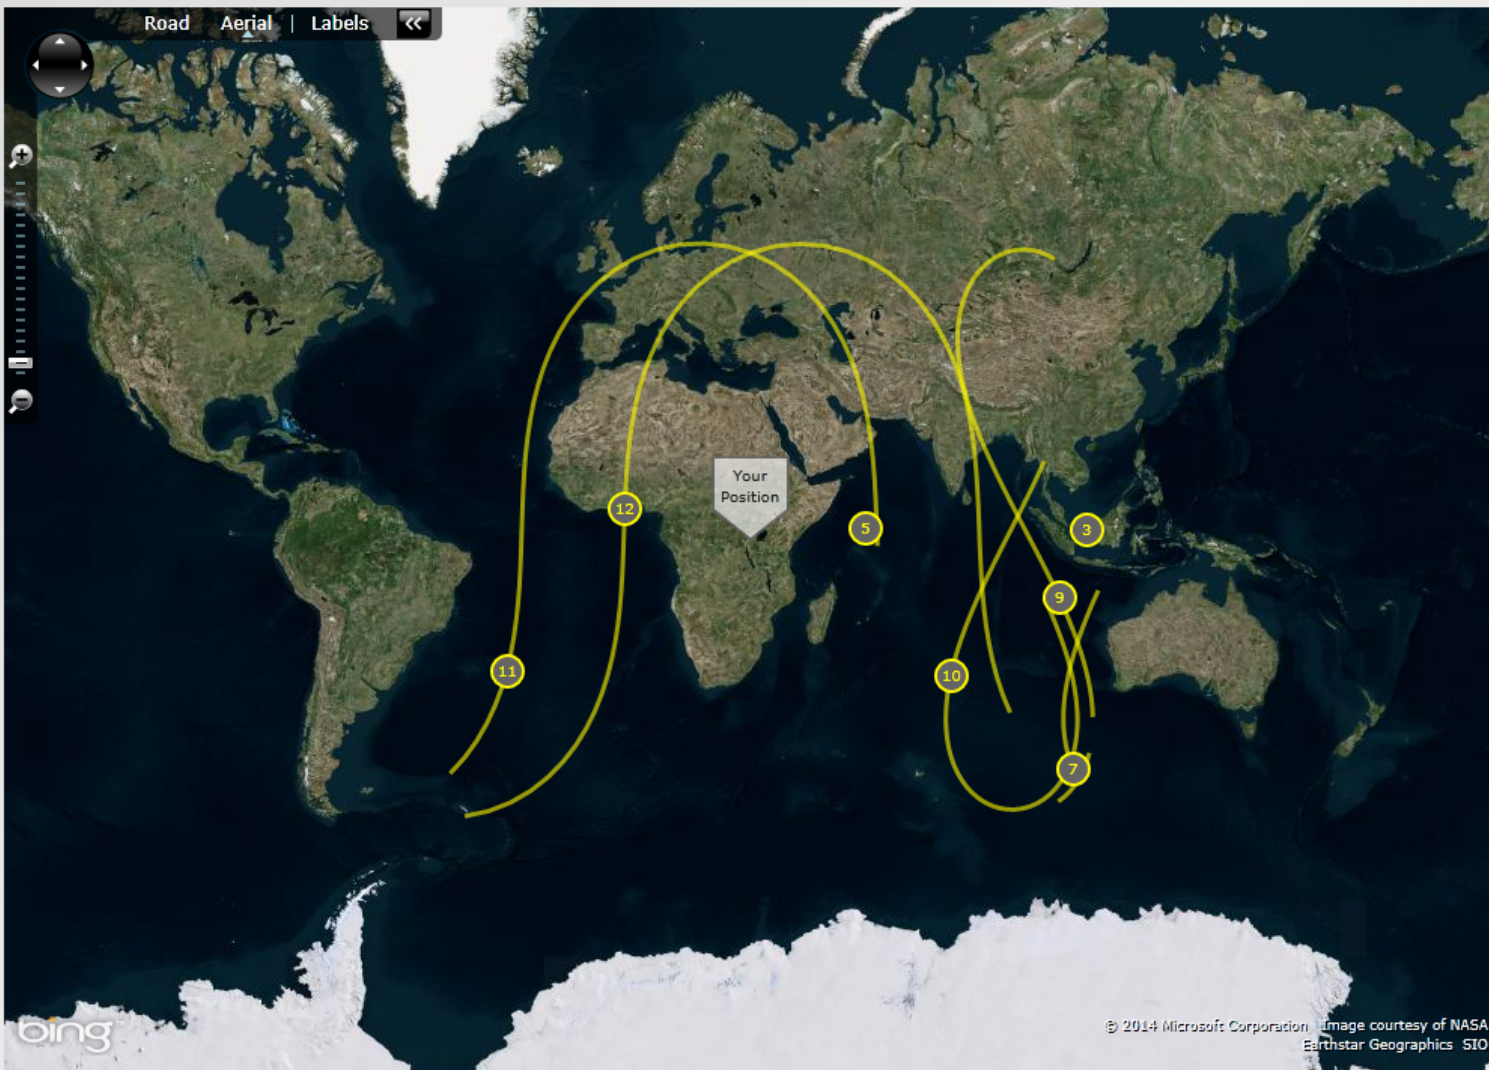 Road Aerial | Labels «
Your
Position
12
5
3
9
11
10
7
bing
© 2014 Microsoft Corporation Image courtesy of NASA
Earthstar Geographics SIO